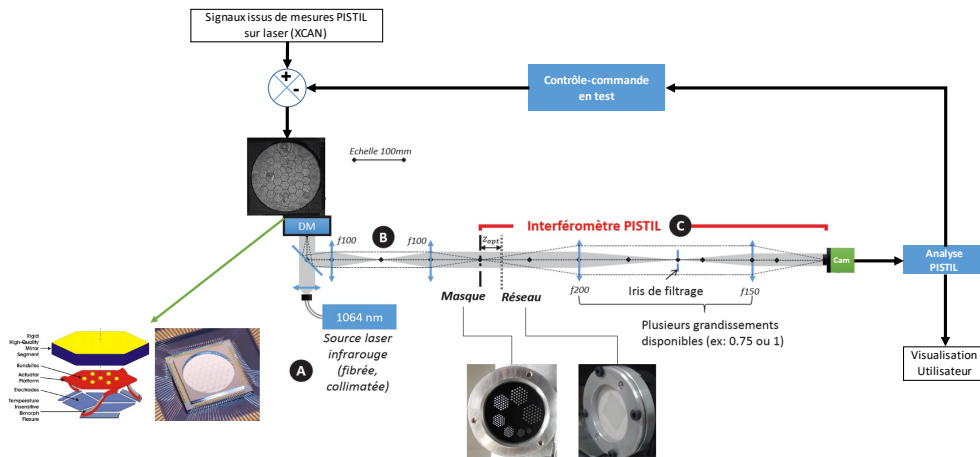 Signaux issus de mesures PISTIL
sur laser (XCAN)
+
-
Contrôle-commande
en test
Echelle 100mm
DM
f100
B
f100
Z_opt
Interféromètre PISTIL C
Cam
Analyse
PISTIL
Masque
Réseau
f200
Iris de filtrage
f150
1064 nm
Source laser
infrarouge
(fibrée,
collimatée)
A
Plusieurs grandissements
disponibles (ex: 0.75 ou 1)
Visualisation
Utilisateur
Rigid
High-Quality
Mirror
Segment
Bondsites
Actuator
Platform
Electrodes
Temperature
Insensitive
Bimorph
Flexure